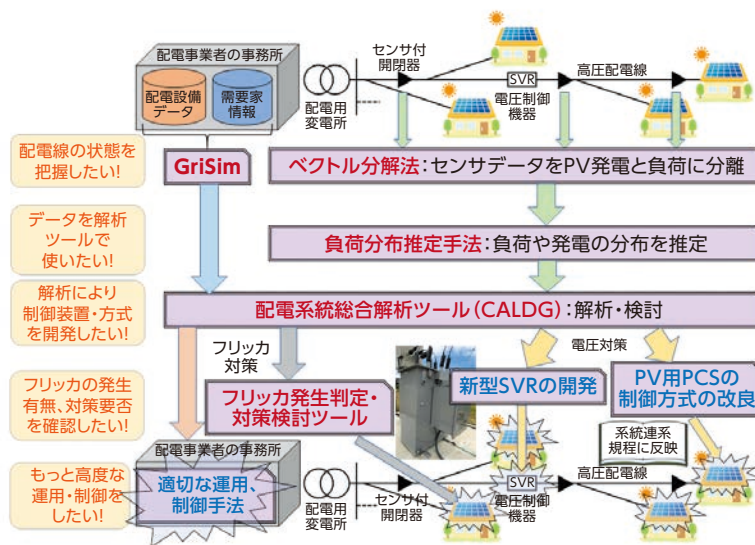 配電事業者の事務所
配電設備
データ
需要家
情報
配電用
変電所
センサ付
開閉器
SVR
電圧制御
機器
高圧配電線
配電線の状態を
把握したい!
GriSim
ベクトル分解法：センサデータをPV発電と負荷に分離
データを解析
ツールで
使いたい!
負荷分布推定手法：負荷や発電の分布を推定
解析により
制御装置・方式
を開発したい!
配電系統総合解析ツール（CALDG）：解析・検討
フリッカ
対策
電圧対策
フリッカの発生
有無、対策要否
を確認したい!
フリッカ発生判定・
対策検討ツール
新型SVRの開発
PV用PCSの
制御方式の改良
系統連系
規程に反映
もっと高度な
運用・制御を
したい!
配電事業者の事務所
適切な運用、
制御手法
配電用
変電所
センサ付
開閉器
SVR
電圧制御
機器
高圧配電線